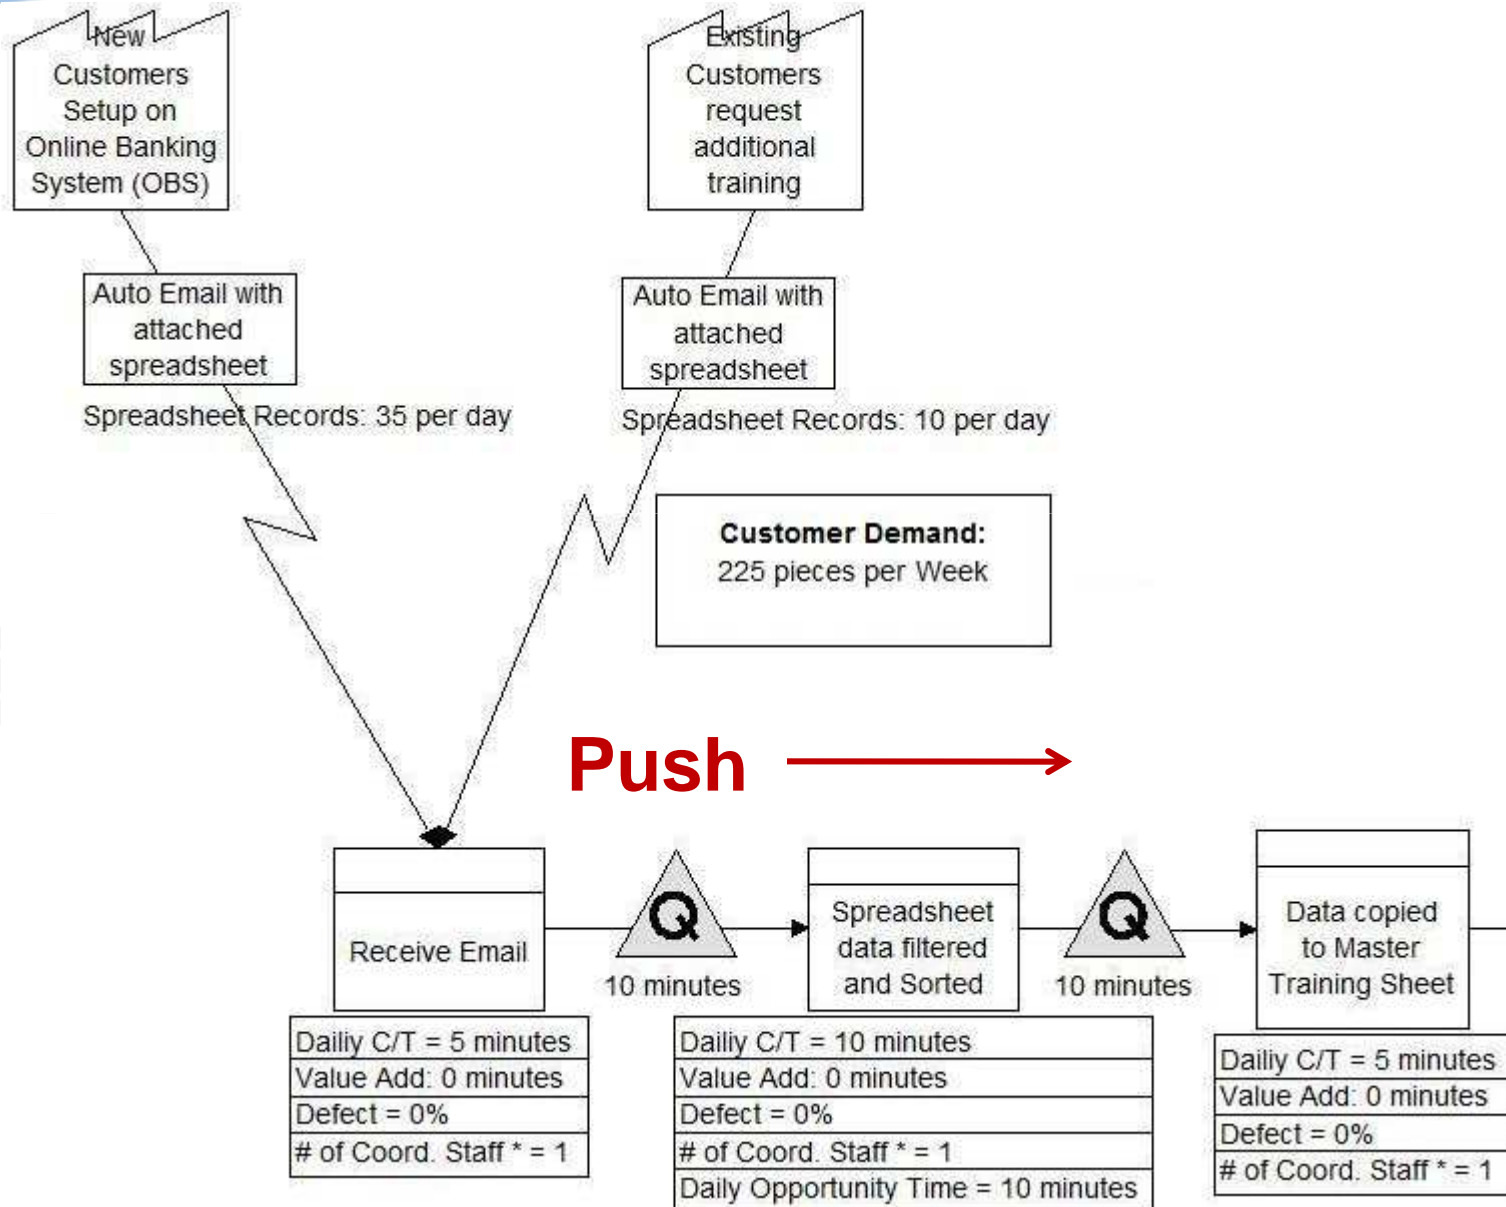 New
Customers
Setup on
Online Banking
System (OBS)
Existing
Customers
request
additional
training
Auto Email with
attached
spreadsheet
Spreadsheet Records: 35 per day
Auto Email with
attached
spreadsheet
Spreadsheet Records: 10 per day
Customer Demand:
225 pieces per Week
Push
Receive Email
Q
10 minutes
Spreadsheet
data filtered
and Sorted
Q
10 minutes
Data copied
to Master
Training Sheet
Dailiy C/T = 5 minutes
Value Add: 0 minutes
Defect = 0%
# of Coord. Staff * = 1
Dailiy C/T = 10 minutes
Value Add: 0 minutes
Defect = 0%
# of Coord. Staff * = 1
Daily Opportunity Time = 10 minutes
Dailiy C/T = 5 minutes
Value Add: 0 minutes
Defect = 0%
# of Coord. Staff * = 1